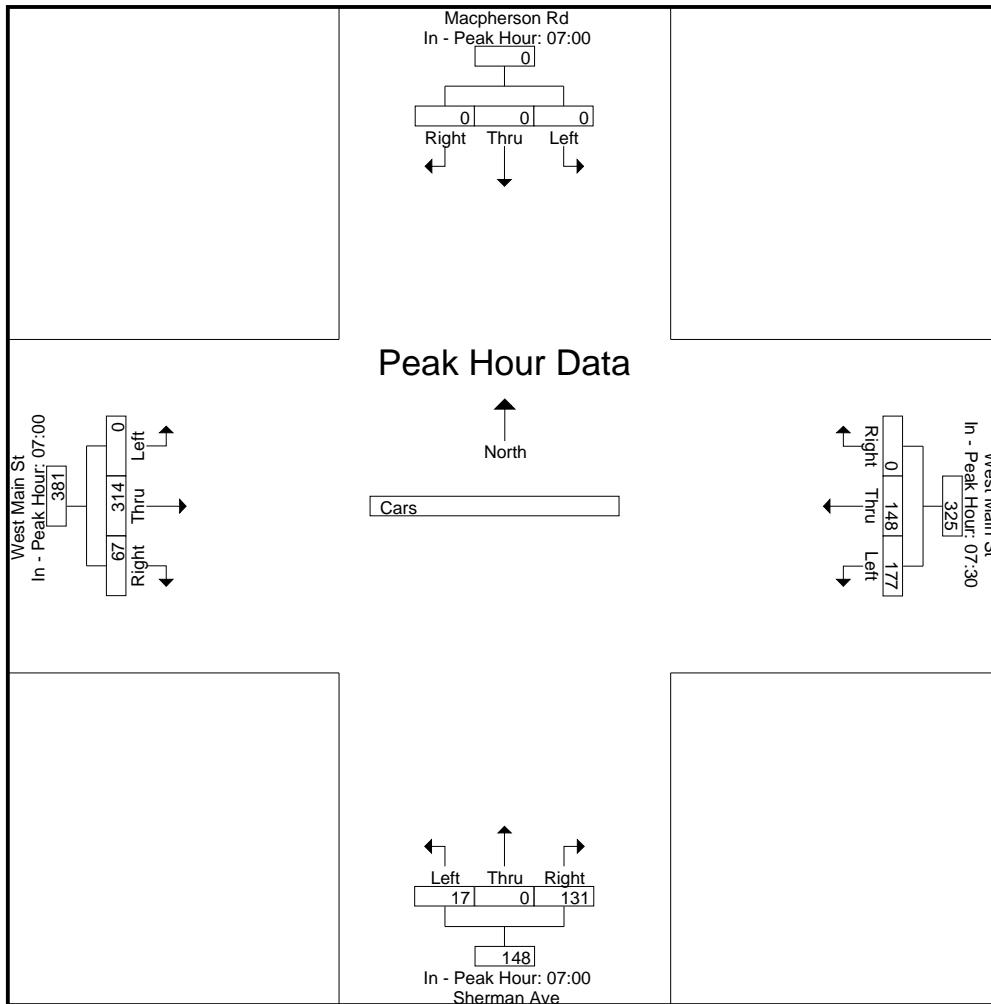 Macpherson Rd
In - Peak Hour: 07:00
0
0 0 0
Right Thru Left
Peak Hour Data
North
Cars
West Main St
In - Peak Hour: 07:00
381
0 314 67
Left Thru Right
Right Thru Left
0 148 177
325
In - Peak Hour: 07:30
West Main St
Left Thru Right
17 0 131
148
In - Peak Hour: 07:00
Sherman Ave